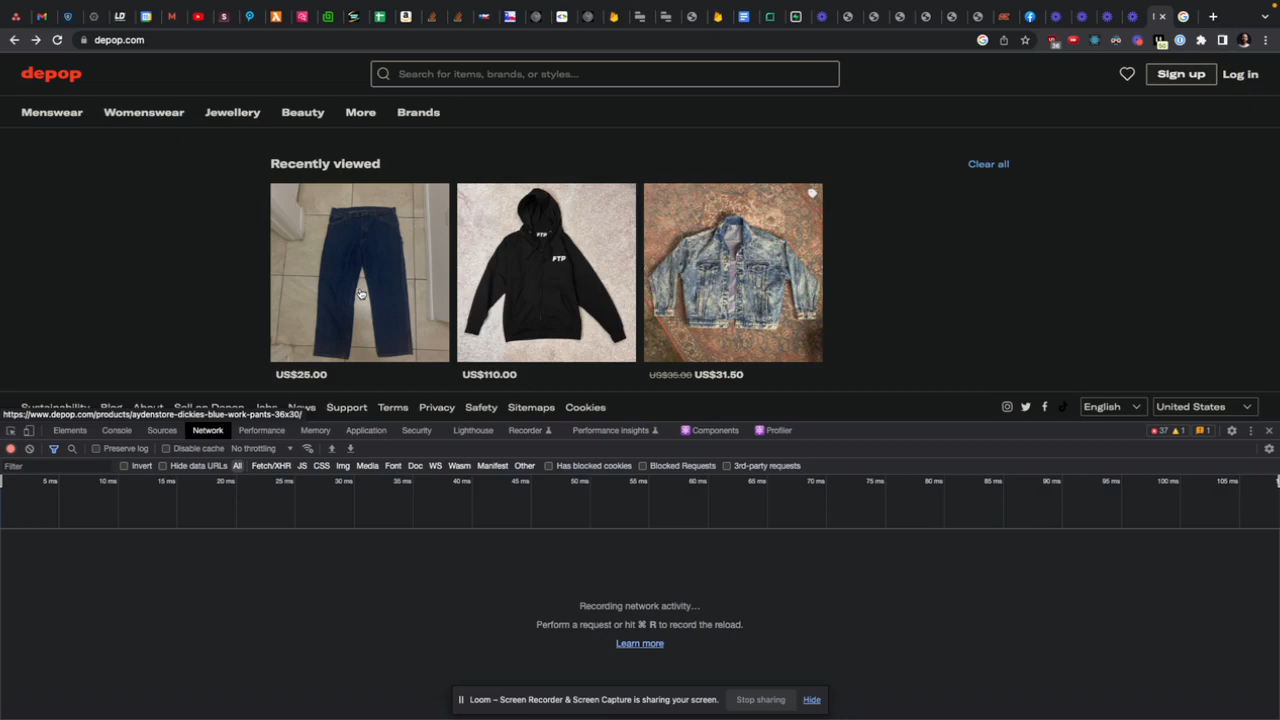 depop.com
depop
Search for items, brands, or styles...
Sign up
Log in
Menswear
Womenswear
Jewellery
Beauty
More
Brands
Recently viewed
Clear all
FTP
FTP
US$25.00
US$110.00
US$35.00 US$31.50
Support
Terms
Privacy
Safety
Sitemaps
Cookies
English
United States
https://www.depop.com/products/aydenstore-dickies-blue-work-pants-36x30/
Elements
Console
Sources
Network
Performance
Memory
Application
Security
Lighthouse
Recorder
Performance insights
Components
Profiler
37
1
1
Preserve log
Disable cache
No throttling
Filter
Invert
Hide data URLs
All
Fetch/XHR
JS
CSS
Img
Media
Font
Doc
WS
Wasm
Manifest
Other
Has blocked cookies
Blocked Requests
3rd-party requests
5 ms
10 ms
15 ms
20 ms
25 ms
30 ms
35 ms
40 ms
45 ms
50 ms
55 ms
60 ms
65 ms
70 ms
75 ms
80 ms
85 ms
90 ms
95 ms
100 ms
105 ms
Recording network activity…
Perform a request or hit ⌘ R to record the reload.
Learn more
Loom – Screen Recorder & Screen Capture is sharing your screen.
Stop sharing
Hide